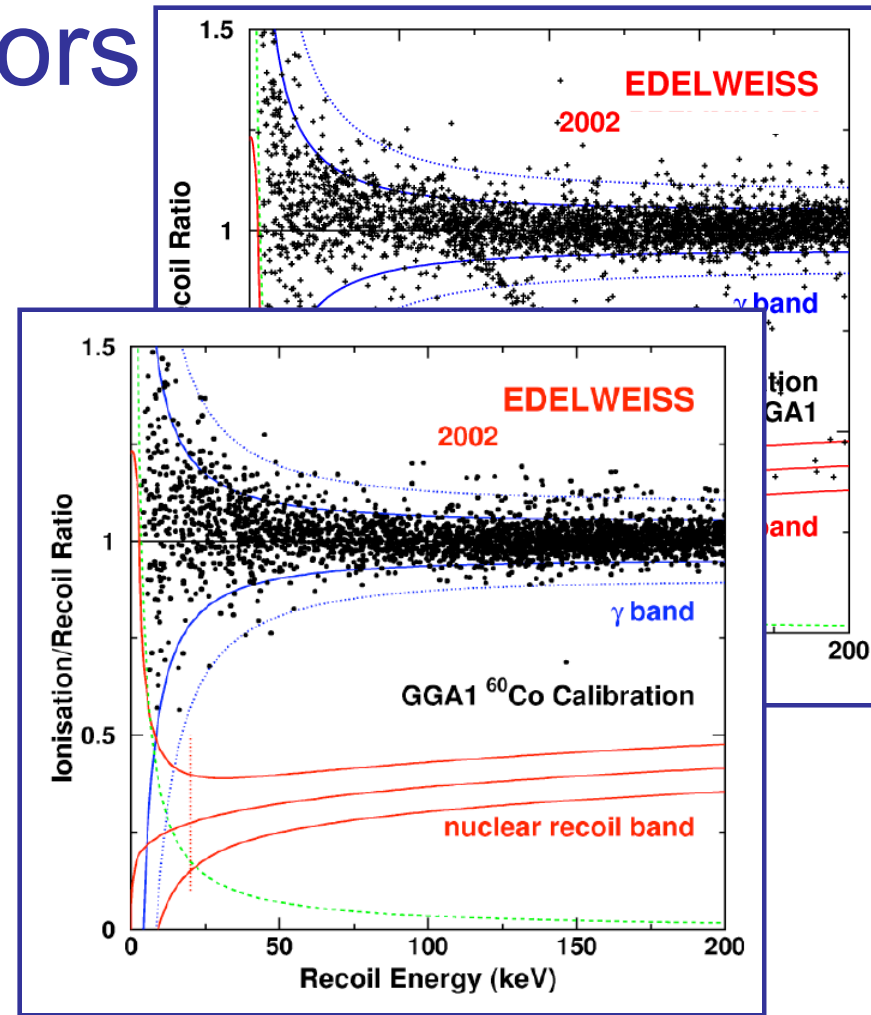 ors
1.5
EDELWEISS
2002
1
coil Ratio
γ band
tion
GA1
band
200
1.5
EDELWEISS
2002
Ionisation/Recoil Ratio
1
γ band
GGA1 ⁶⁰Co Calibration
0.5
nuclear recoil band
0
0 50 100 150 200
Recoil Energy (keV)